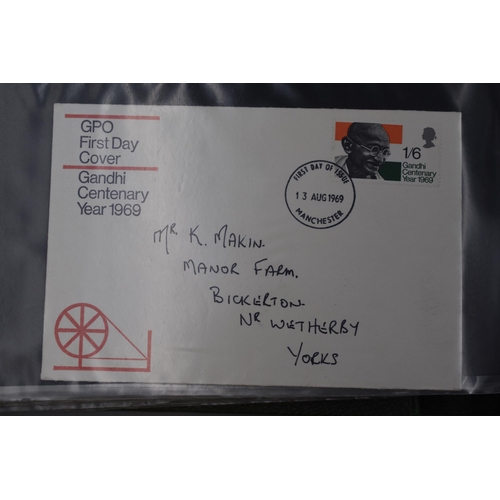 GPO
First Day
Cover
Gandhi
Centenary
Year 1969
1/6
Gandhi
Centenary
Year 1969
FIRST DAY OF ISSUE
13 AUG 1969
MANCHESTER
MR K. MAKIN.
MANOR FARM.
BICKERTON.
NR WETHERBY
YORKS